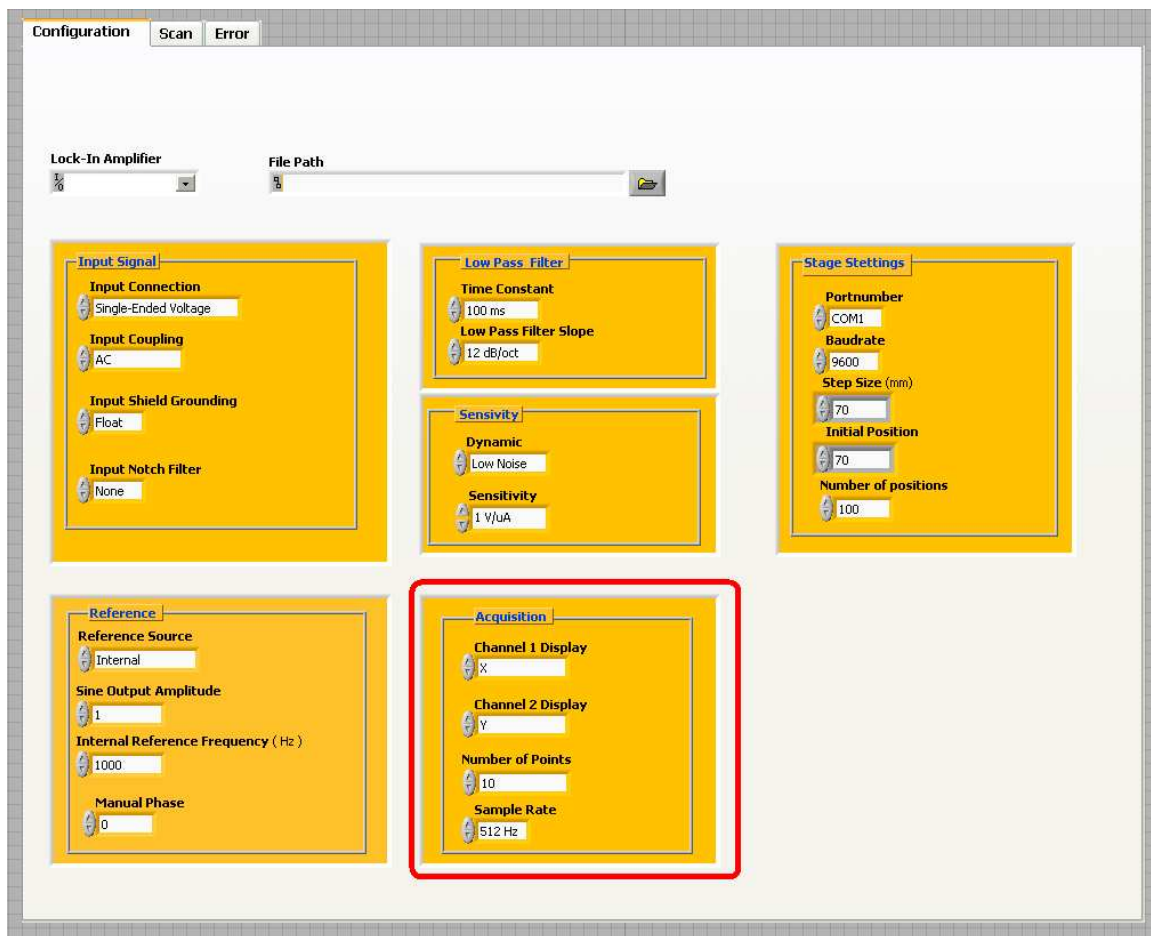 Configuration Scan Error
Lock-In Amplifier
File Path
Input Signal
Input Connection
Single-Ended Voltage
Input Coupling
AC
Input Shield Grounding
Float
Input Notch Filter
None
Low Pass Filter
Time Constant
100 ms
Low Pass Filter Slope
12 dB/oct
Sensivity
Dynamic
Low Noise
Sensitivity
1 V/uA
Stage Stettings
Portnumber
COM1
Baudrate
9600
Step Size (mm)
70
Initial Position
70
Number of positions
100
Reference
Reference Source
Internal
Sine Output Amplitude
1
Internal Reference Frequency ( Hz )
1000
Manual Phase
0
Acquisition
Channel 1 Display
X
Channel 2 Display
Y
Number of Points
10
Sample Rate
512 Hz